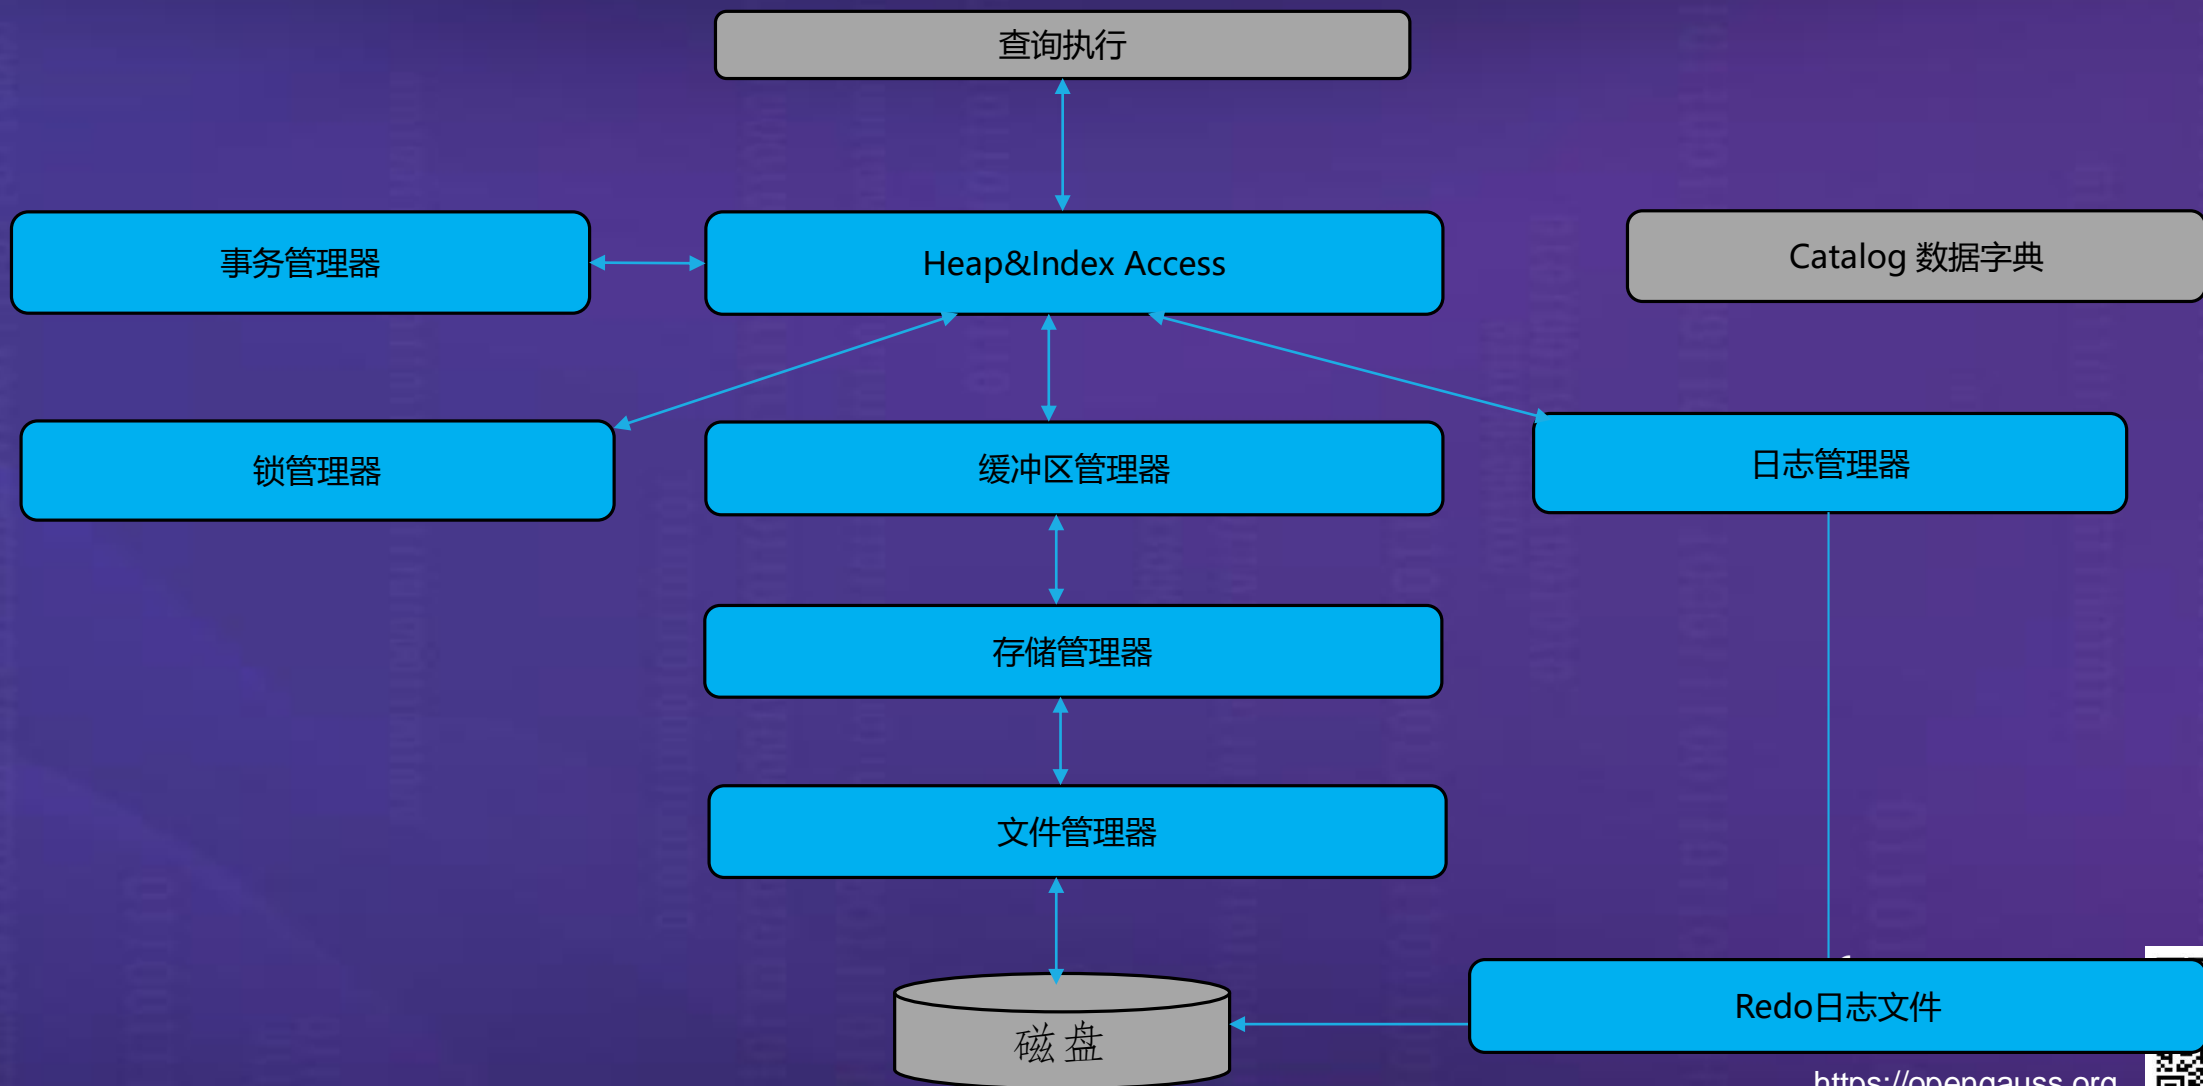 查询执行
事务管理器
Heap&Index Access
Catalog 数据字典
锁管理器
缓冲区管理器
日志管理器
存储管理器
文件管理器
Redo日志文件
磁盘
https://opengauss.org